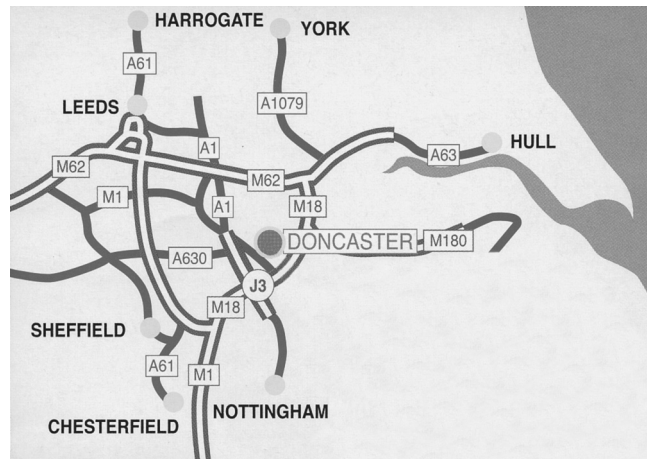 HARROGATE
YORK
A61
LEEDS
A1079
A1
HULL
A63
M62
M62
M1
A1
M18
DONCASTER
M180
A630
J3
M18
SHEFFIELD
A61
M1
NOTTINGHAM
CHESTERFIELD